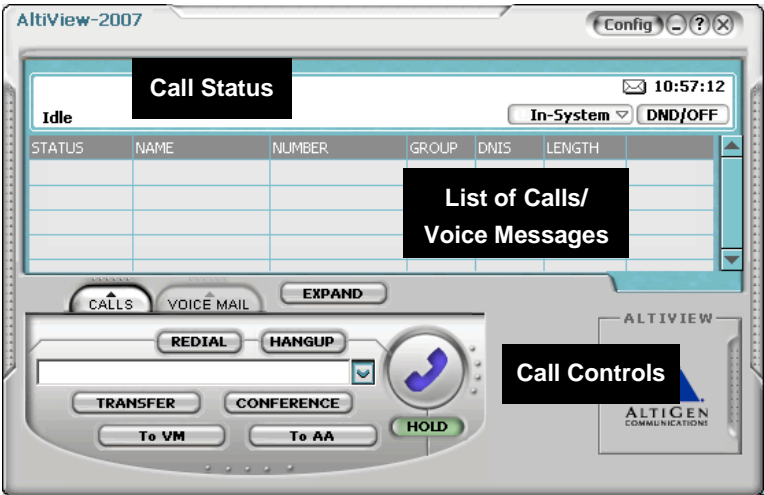 AltiView-2007
Config ?
Call Status
10:57:12
Idle
In-System DND/OFF
STATUS NAME NUMBER GROUP DNIS LENGTH
List of Calls/
Voice Messages
CALLS VOICE MAIL EXPAND
ALTIVIEW
REDIAL HANGUP
Call Controls
TRANSFER CONFERENCE
HOLD
ALTIGEN
COMMUNICATIONS
To VM To AA